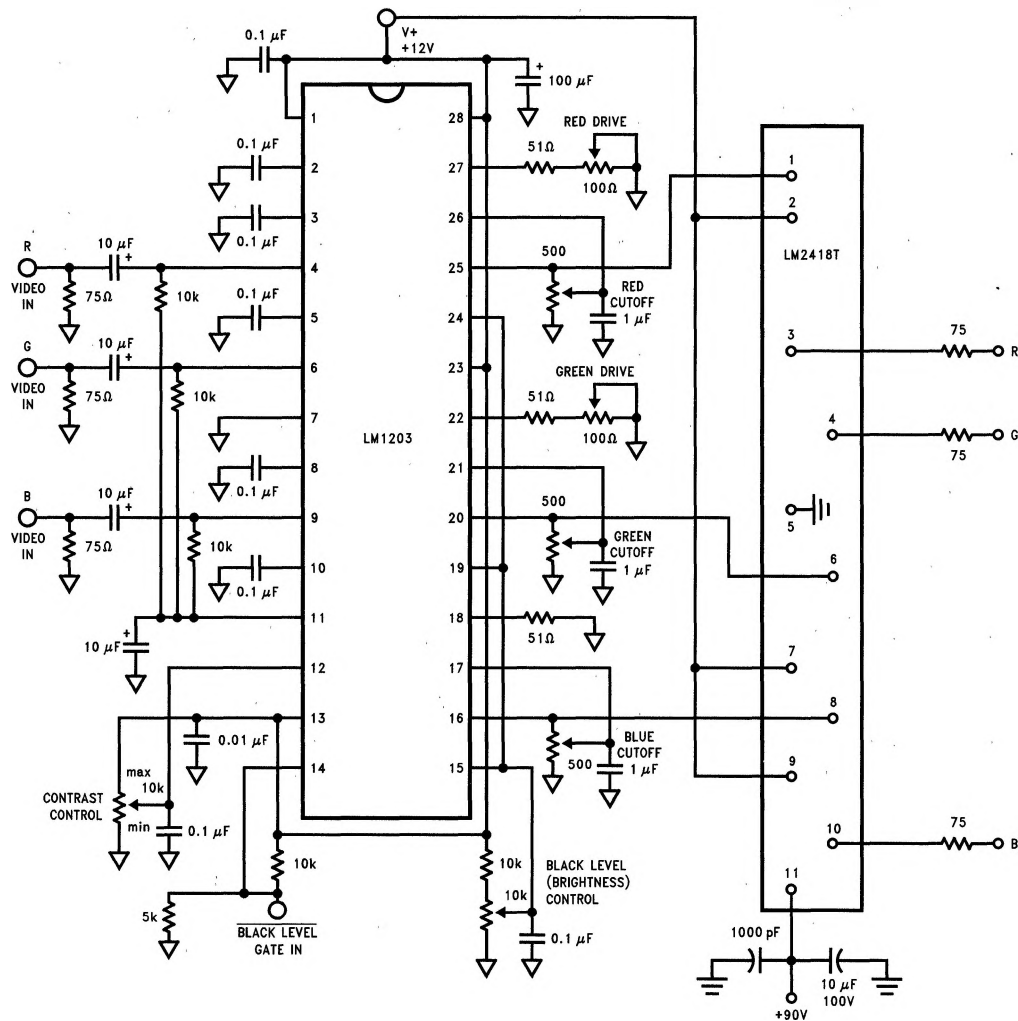 V+
+12V
0.1 μF
100 μF
1
28
RED DRIVE
0.1 μF
51Ω
2
27
100Ω
3
26
0.1 μF
R
VIDEO
IN
10 μF
+
75Ω
10k
4
25
500
RED
CUTOFF
1 μF
0.1 μF
5
24
G
VIDEO
IN
10 μF
+
75Ω
10k
6
23
GREEN DRIVE
51Ω
7
22
100Ω
LM1203
8
21
0.1 μF
B
VIDEO
IN
10 μF
+
75Ω
10k
9
20
500
GREEN
CUTOFF
1 μF
10
19
0.1 μF
11
18
51Ω
+
10 μF
12
17
13
16
0.01 μF
BLUE
CUTOFF
500
1 μF
14
15
CONTRAST
CONTROL
max
10k
min
0.1 μF
10k
10k
10k
BLACK LEVEL
(BRIGHTNESS)
CONTROL
0.1 μF
5k
BLACK LEVEL
GATE IN
LM2418T
1
2
3
75
R
4
75
G
5
6
7
8
9
10
75
B
11
1000 pF
10 μF
100V
+90V
+